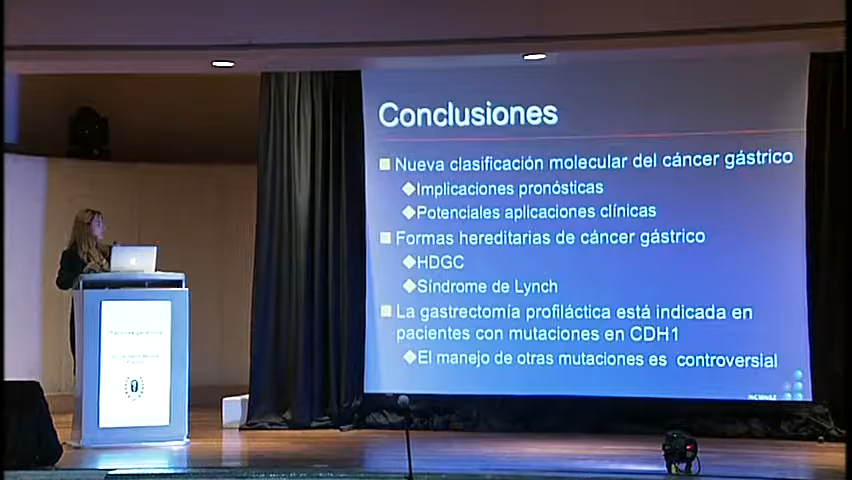 Conclusiones
Nueva clasificación molecular del cáncer gástrico
Implicaciones pronósticas
Potenciales aplicaciones clínicas
Formas hereditarias de cáncer gástrico
HDGC
Síndrome de Lynch
La gastrectomía profiláctica está indicada en
pacientes con mutaciones en CDH1
El manejo de otras mutaciones es controversial